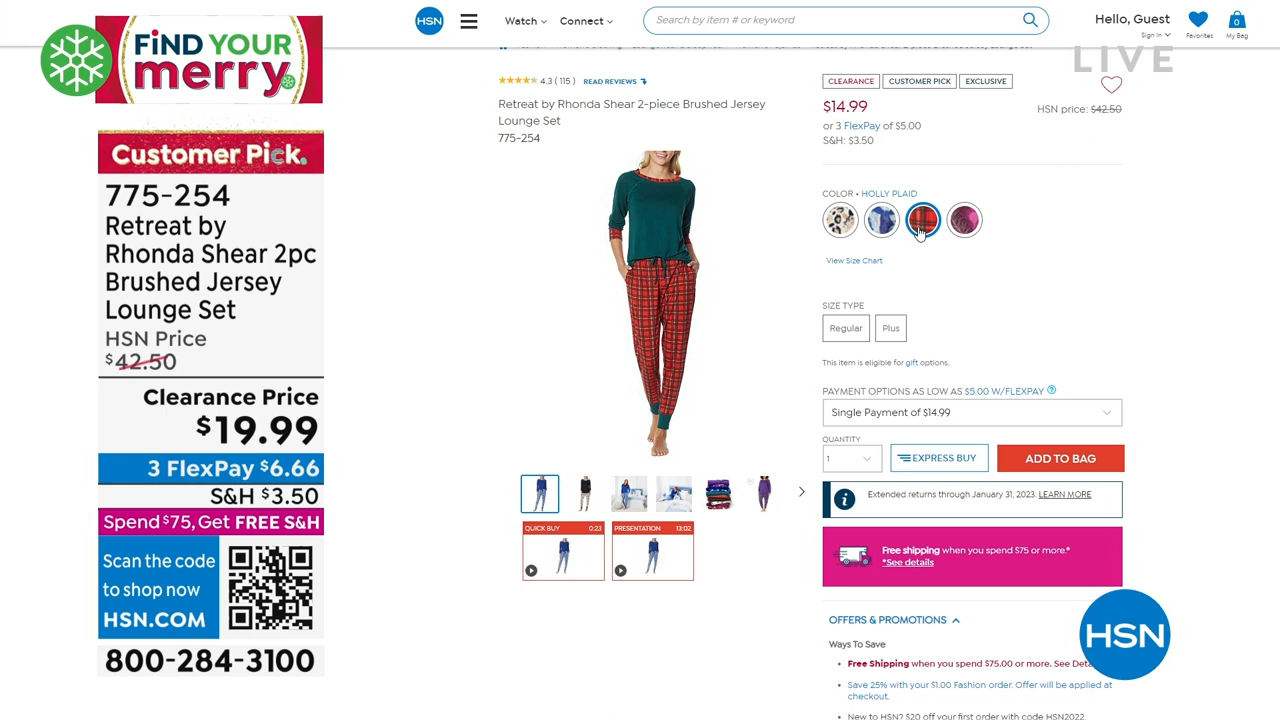 FiND YOUR
merry.
Customer Pick.
775-254
Retreat by
Rhonda Shear 2pc
Brushed Jersey
Lounge Set
HSN Price
$42.50
Clearance Price
$19.99
3 FlexPay $6.66
S&H $3.50
Spend $75, Get FREE S&H
Scan the code
to shop now
HSN.COM
800-284-3100
HSN
Watch
Connect
Search by item # or keyword
Hello, Guest
Sign in
Favorites
0
My Bag
LIVE
4.3 ( 115 ) READ REVIEWS
Retreat by Rhonda Shear 2-piece Brushed Jersey
Lounge Set
775-254
QUICK BUY 0:23
PRESENTATION 13:02
CLEARANCE CUSTOMER PICK EXCLUSIVE
$14.99
HSN price: $42.50
or 3 FlexPay of $5.00
S&H: $3.50
COLOR • HOLLY PLAID
View Size Chart
SIZE TYPE
Regular Plus
This item is eligible for gift options.
PAYMENT OPTIONS AS LOW AS $5.00 W/FLEXPAY ?
Single Payment of $14.99
QUANTITY
1
EXPRESS BUY
ADD TO BAG
Extended returns through January 31, 2023. LEARN MORE
Free shipping when you spend $75 or more.*
*See details
OFFERS & PROMOTIONS
Ways To Save
• Free Shipping when you spend $75.00 or more. See
• Save 25% with your $1.00 Fashion order. Offer will be applied at
checkout.
• New to HSN? $20 off your first order with code HSN2022.
HSN